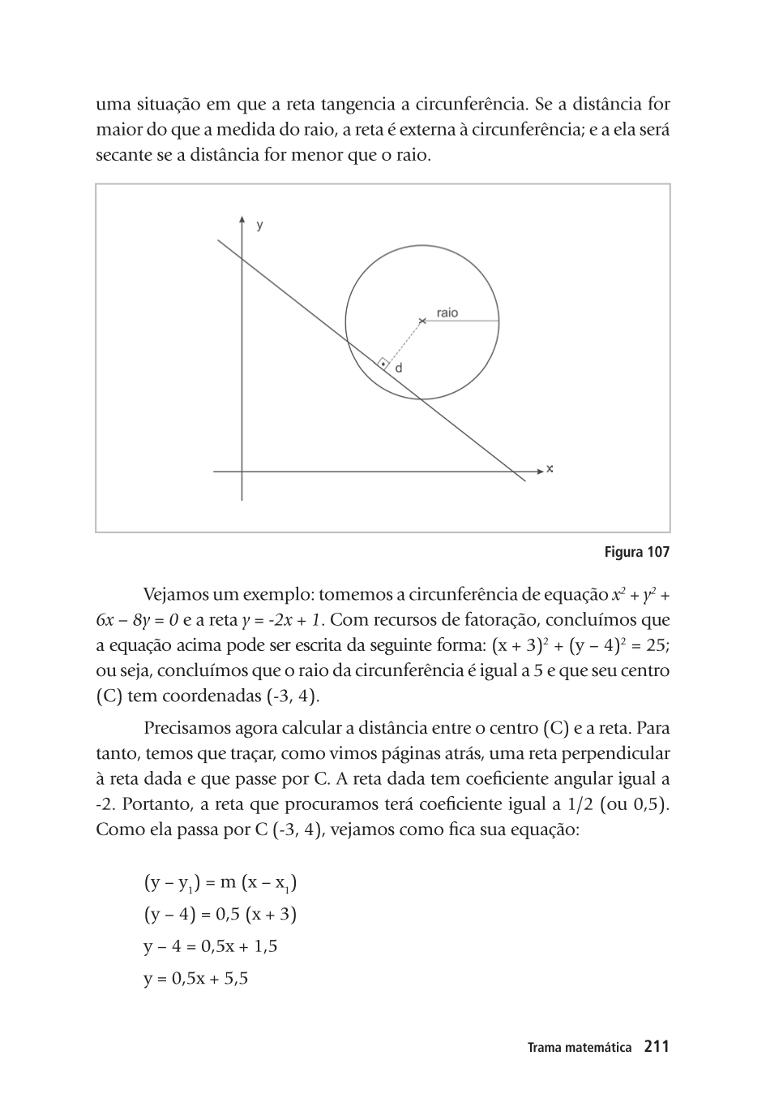 uma situação em que a reta tangencia a circunferência. Se a distância for
maior do que a medida do raio, a reta é externa à circunferência; e a ela será
secante se a distância for menor que o raio.
y
raio
d
x
Figura 107
Vejamos um exemplo: tomemos a circunferência de equação x² + y² +
6x – 8y = 0 e a reta y = -2x + 1. Com recursos de fatoração, concluímos que
a equação acima pode ser escrita da seguinte forma: (x + 3)² + (y – 4)² = 25;
ou seja, concluímos que o raio da circunferência é igual a 5 e que seu centro
(C) tem coordenadas (-3, 4).
Precisamos agora calcular a distância entre o centro (C) e a reta. Para
tanto, temos que traçar, como vimos páginas atrás, uma reta perpendicular
à reta dada e que passe por C. A reta dada tem coeficiente angular igual a
-2. Portanto, a reta que procuramos terá coeficiente igual a 1/2 (ou 0,5).
Como ela passa por C (-3, 4), vejamos como fica sua equação:
(y – y₁) = m (x – x₁)
(y – 4) = 0,5 (x + 3)
y – 4 = 0,5x + 1,5
y = 0,5x + 5,5
Trama matemática 211